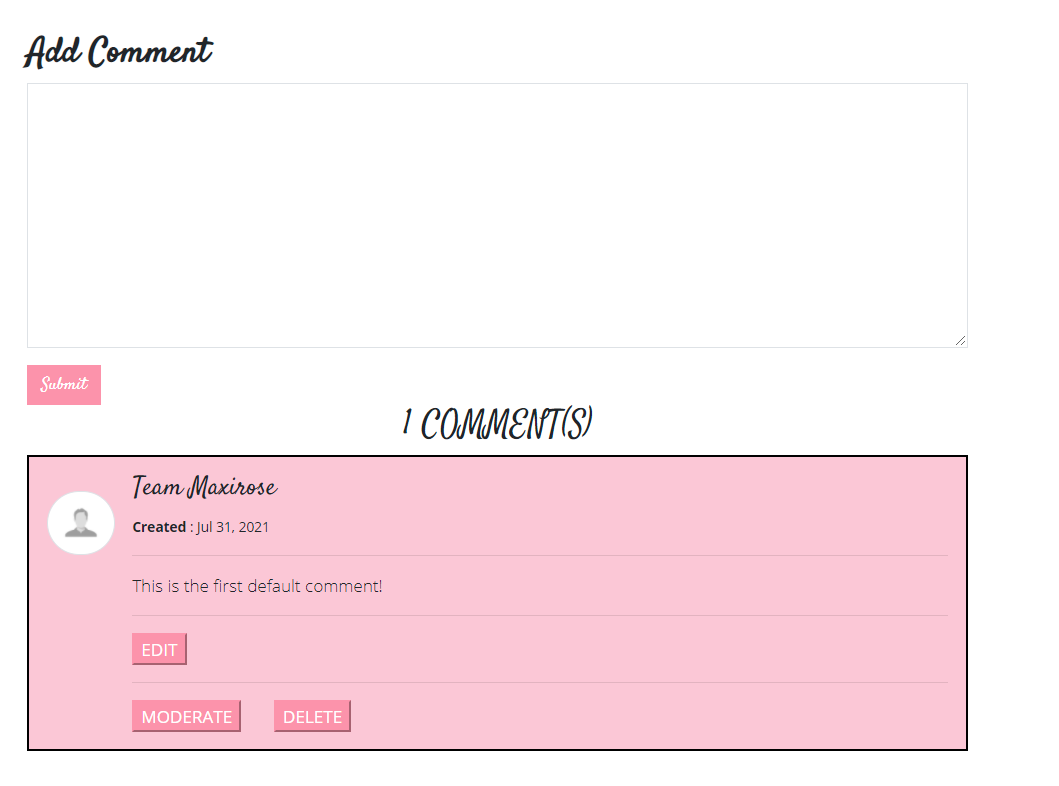 Add Comment
Submit
1 COMMENT(S)
Team Maxirose
Created : Jul 31, 2021
This is the first default comment!
EDIT
MODERATE DELETE